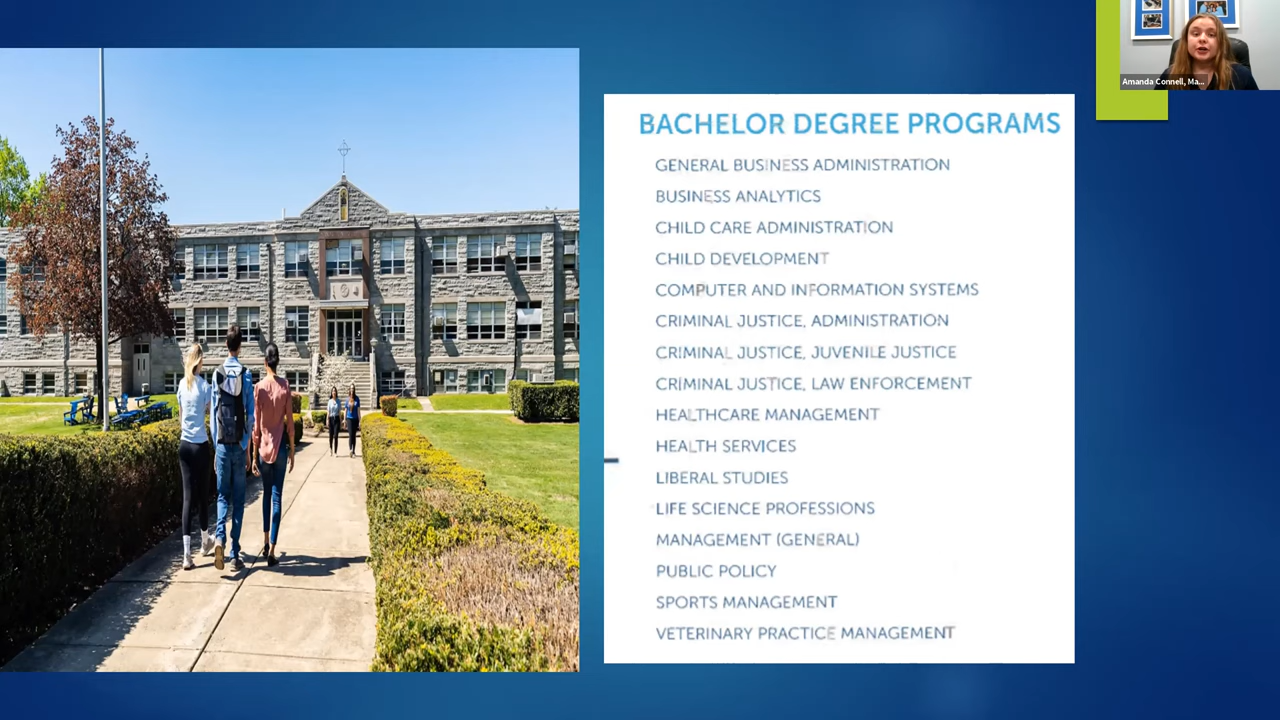 Amanda Connell, Ma...
BACHELOR DEGREE PROGRAMS
GENERAL BUSINESS ADMINISTRATION
BUSINESS ANALYTICS
CHILD CARE ADMINISTRATION
CHILD DEVELOPMENT
COMPUTER AND INFORMATION SYSTEMS
CRIMINAL JUSTICE, ADMINISTRATION
CRIMINAL JUSTICE, JUVENILE JUSTICE
CRIMINAL JUSTICE, LAW ENFORCEMENT
HEALTHCARE MANAGEMENT
HEALTH SERVICES
LIBERAL STUDIES
LIFE SCIENCE PROFESSIONS
MANAGEMENT (GENERAL)
PUBLIC POLICY
SPORTS MANAGEMENT
VETERINARY PRACTICE MANAGEMENT